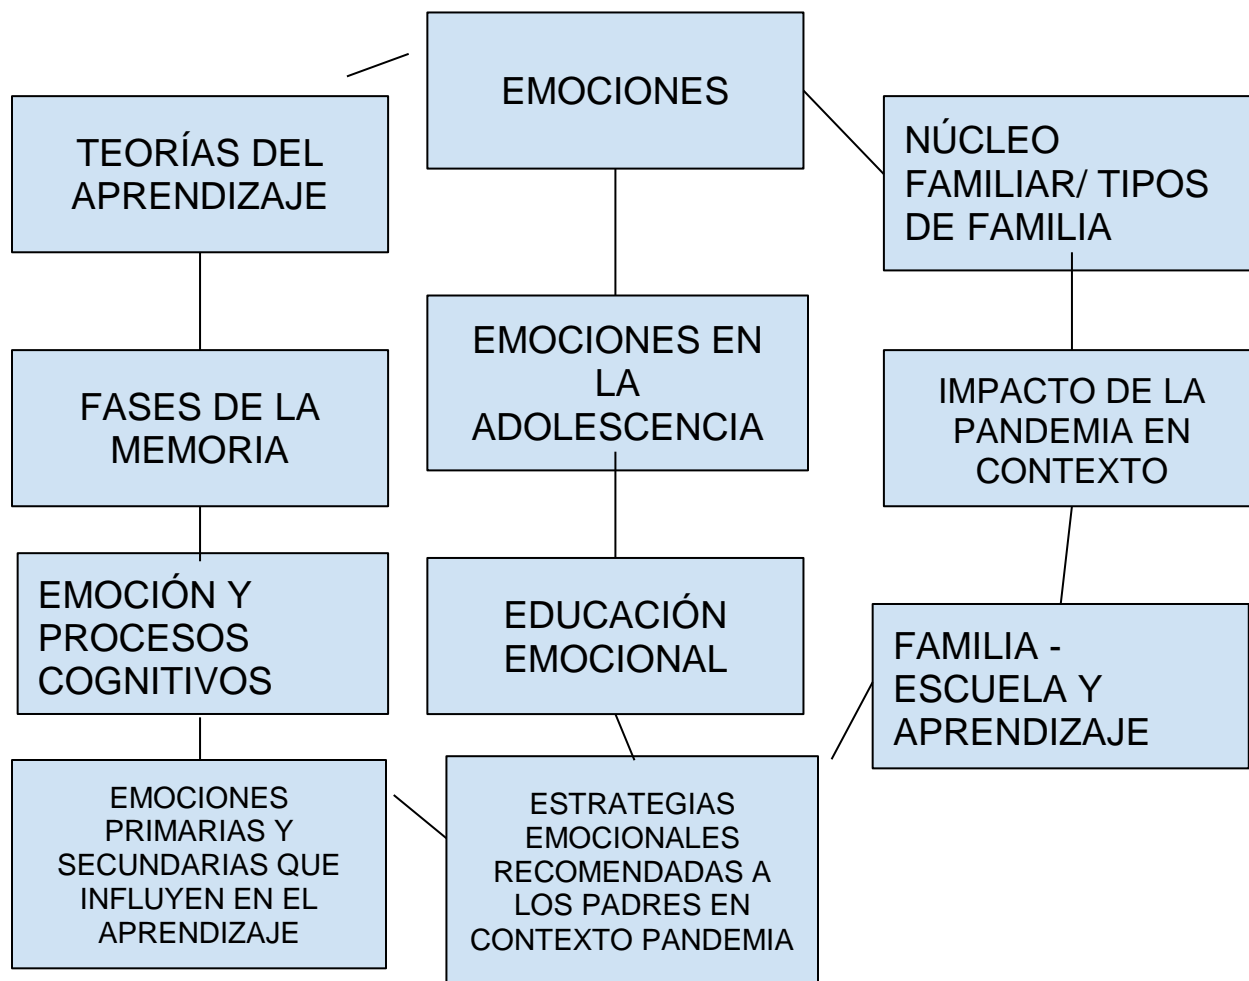 EMOCIONES
TEORÍAS DEL
APRENDIZAJE
NÚCLEO
FAMILIAR/ TIPOS
DE FAMILIA
EMOCIONES EN
LA
ADOLESCENCIA
FASES DE LA
MEMORIA
IMPACTO DE LA
PANDEMIA EN
CONTEXTO
EMOCIÓN Y
PROCESOS
COGNITIVOS
EDUCACIÓN
EMOCIONAL
FAMILIA -
ESCUELA Y
APRENDIZAJE
EMOCIONES
PRIMARIAS Y
SECUNDARIAS QUE
INFLUYEN EN EL
APRENDIZAJE
ESTRATEGIAS
EMOCIONALES
RECOMENDADAS A
LOS PADRES EN
CONTEXTO PANDEMIA